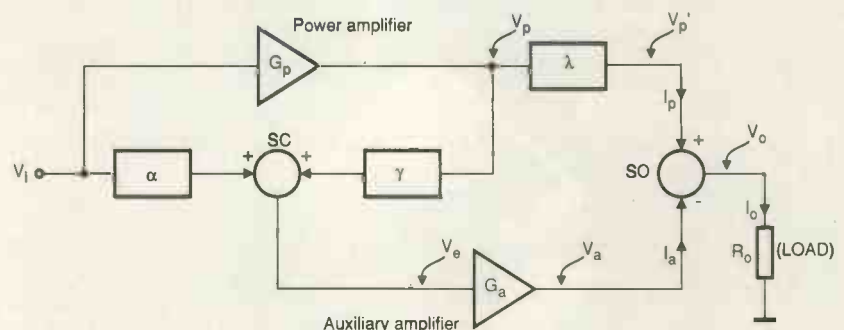 Power amplifier
Vp
Vp'
Gp
λ
Ip
SC
Vo
Vi
+
+
+
α
γ
SO
-
Io
Ve
Va
Ia
Ro
(LOAD)
Ga
Auxiliary amplifier